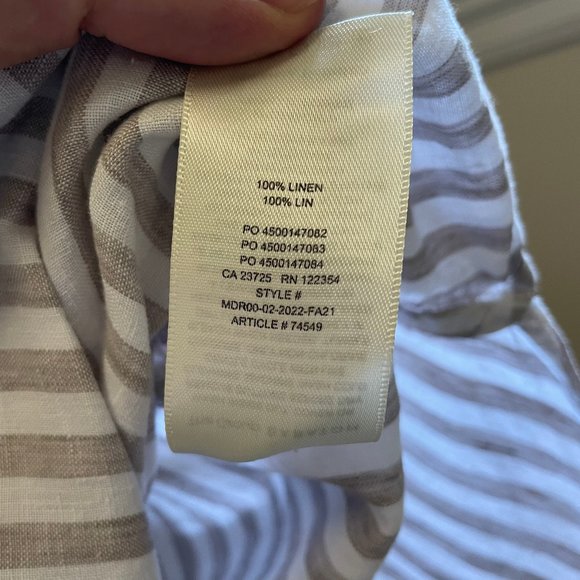 100% LINEN
100% LIN
PO 4500147082
PO 4500147083
PO 4500147084
CA 23725 RN 122354
STYLE #
MDR00-02-2022-FA21
ARTICLE # 74549